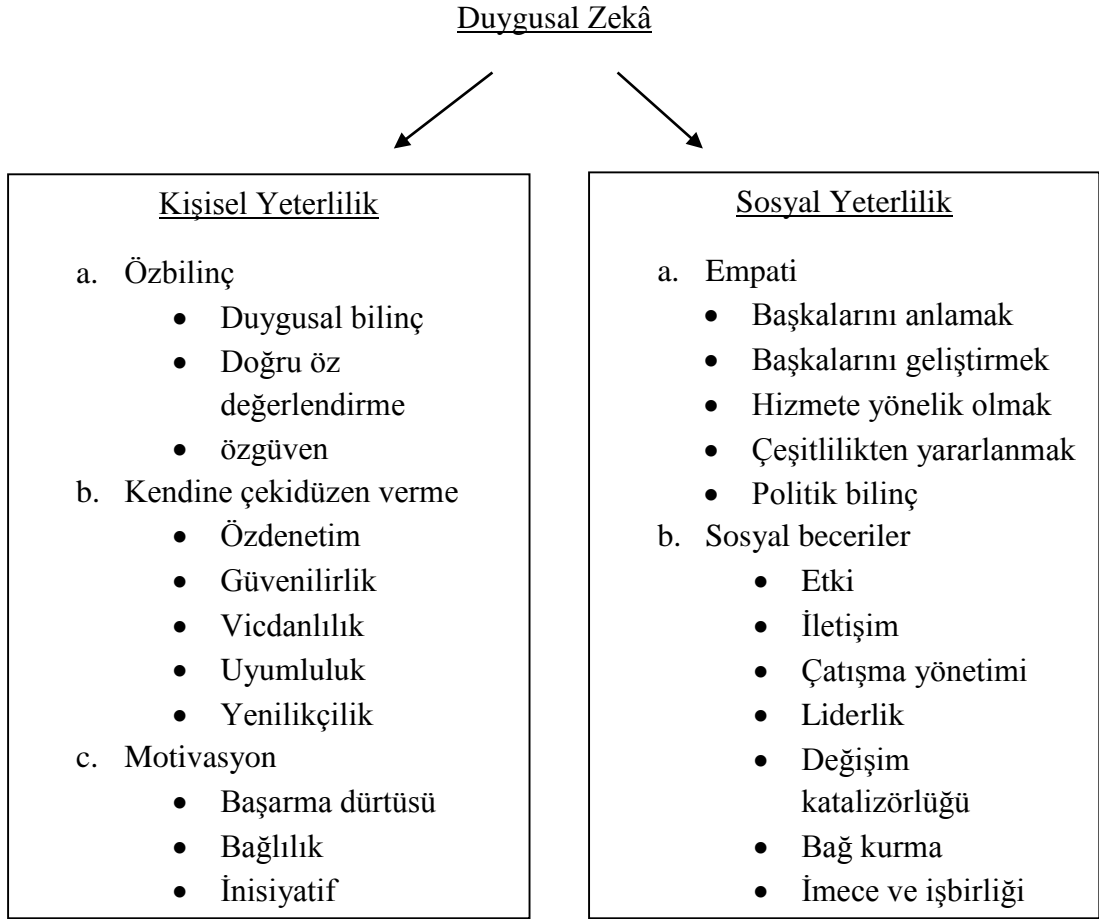 Duygusal Zekâ
Kişisel Yeterlilik
a. Özbilinç
• Duygusal bilinç
• Doğru öz
değerlendirme
• özgüven
b. Kendine çekidüzen verme
• Özdenetim
• Güvenilirlik
• Vicdanlılık
• Uyumluluk
• Yenilikçilik
c. Motivasyon
• Başarma dürtüsü
• Bağlılık
• İnisiyatif
Sosyal Yeterlilik
a. Empati
• Başkalarını anlamak
• Başkalarını geliştirmek
• Hizmete yönelik olmak
• Çeşitlilikten yararlanmak
• Politik bilinç
b. Sosyal beceriler
• Etki
• İletişim
• Çatışma yönetimi
• Liderlik
• Değişim
katalizörlüğü
• Bağ kurma
• İmece ve işbirliği